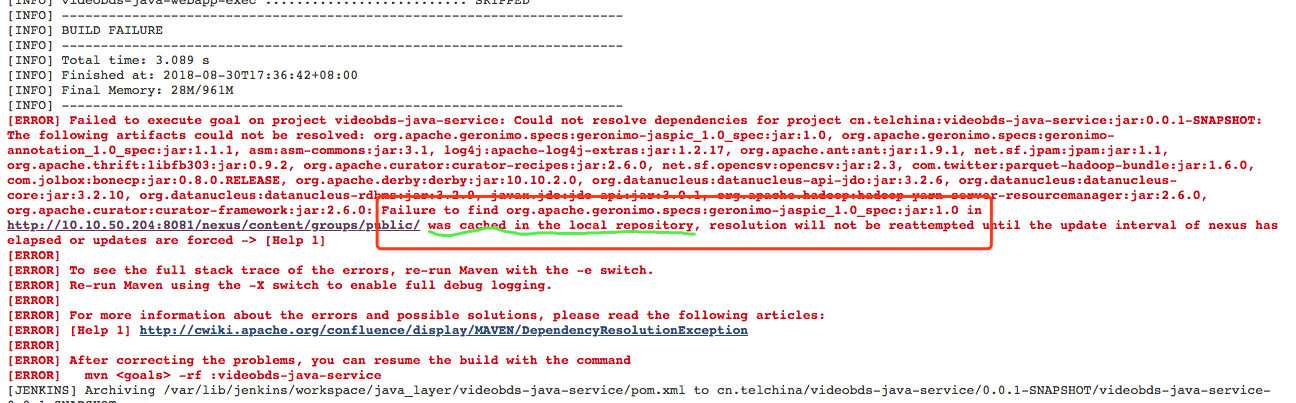 [INFO] videobds-java-webapp-exec .......................... SKIPPED
[INFO] ------------------------------------------------------------------------
[INFO] BUILD FAILURE
[INFO] ------------------------------------------------------------------------
[INFO] Total time: 3.089 s
[INFO] Finished at: 2018-08-30T17:36:42+08:00
[INFO] Final Memory: 28M/961M
[INFO] ------------------------------------------------------------------------
[ERROR] Failed to execute goal on project videobds-java-service: Could not resolve dependencies for project cn.telchina:videobds-java-service:jar:0.0.1-SNAPSHOT:
The following artifacts could not be resolved: org.apache.geronimo.specs:geronimo-jaspic_1.0_spec:jar:1.0, org.apache.geronimo.specs:geronimo-
annotation_1.0_spec:jar:1.1.1, asm:asm-commons:jar:3.1, log4j:apache-log4j-extras:jar:1.2.17, org.apache.ant:ant:jar:1.9.1, net.sf.jpam:jpam:jar:1.1,
org.apache.thrift:libfb303:jar:0.9.2, org.apache.curator:curator-recipes:jar:2.6.0, net.sf.opencsv:opencsv:jar:2.3, com.twitter:parquet-hadoop-bundle:jar:1.6.0,
com.jolbox:bonecp:jar:0.8.0.RELEASE, org.apache.derby:derby:jar:10.10.2.0, org.datanucleus:datanucleus-api-jdo:jar:3.2.6, org.datanucleus:datanucleus-
core:jar:3.2.10, org.datanucleus:datanucleus-rdbms:jar:3.2.9, javax.jdo:jdo-api:jar:3.0.1, org.apache.hadoop:hadoop-yarn-server-resourcemanager:jar:2.6.0,
org.apache.curator:curator-framework:jar:2.6.0: Failure to find org.apache.geronimo.specs:geronimo-jaspic_1.0_spec:jar:1.0 in
http://10.10.50.204:8081/nexus/content/groups/public/ was cached in the local repository, resolution will not be reattempted until the update interval of nexus has
elapsed or updates are forced -> [Help 1]
[ERROR]
[ERROR] To see the full stack trace of the errors, re-run Maven with the -e switch.
[ERROR] Re-run Maven using the -X switch to enable full debug logging.
[ERROR]
[ERROR] For more information about the errors and possible solutions, please read the following articles:
[ERROR] [Help 1] http://cwiki.apache.org/confluence/display/MAVEN/DependencyResolutionException
[ERROR]
[ERROR] After correcting the problems, you can resume the build with the command
[ERROR]   mvn <goals> -rf :videobds-java-service
[JENKINS] Archiving /var/lib/jenkins/workspace/java_layer/videobds-java-service/pom.xml to cn.telchina/videobds-java-service/0.0.1-SNAPSHOT/videobds-java-service-
0.0.1-SNAPSHOT